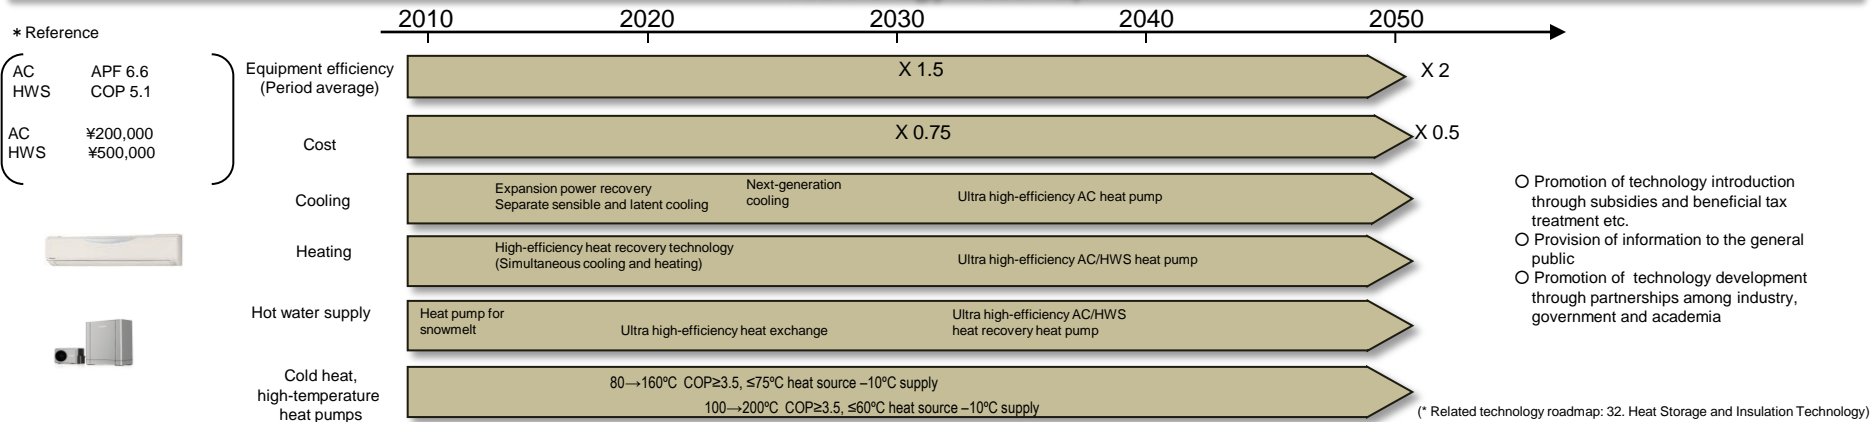 2010 2020 2030 2040 2050
* Reference
AC APF 6.6
HWS COP 5.1
AC ¥200,000
HWS ¥500,000
Equipment efficiency
(Period average)
X 1.5
X 2
Cost
X 0.75
X 0.5
Cooling
Expansion power recovery
Separate sensible and latent cooling
Next-generation
cooling
Ultra high-efficiency AC heat pump
Heating
High-efficiency heat recovery technology
(Simultaneous cooling and heating)
Ultra high-efficiency AC/HWS heat pump
Hot water supply
Heat pump for
snowmelt
Ultra high-efficiency heat exchange
Ultra high-efficiency AC/HWS
heat recovery heat pump
Cold heat,
high-temperature
heat pumps
80→160ºC COP≥3.5, ≤75ºC heat source –10ºC supply
100→200ºC COP≥3.5, ≤60ºC heat source –10ºC supply
○ Promotion of technology introduction
through subsidies and beneficial tax
treatment etc.
○ Provision of information to the general
public
○ Promotion of technology development
through partnerships among industry,
government and academia
(* Related technology roadmap: 32. Heat Storage and Insulation Technology)